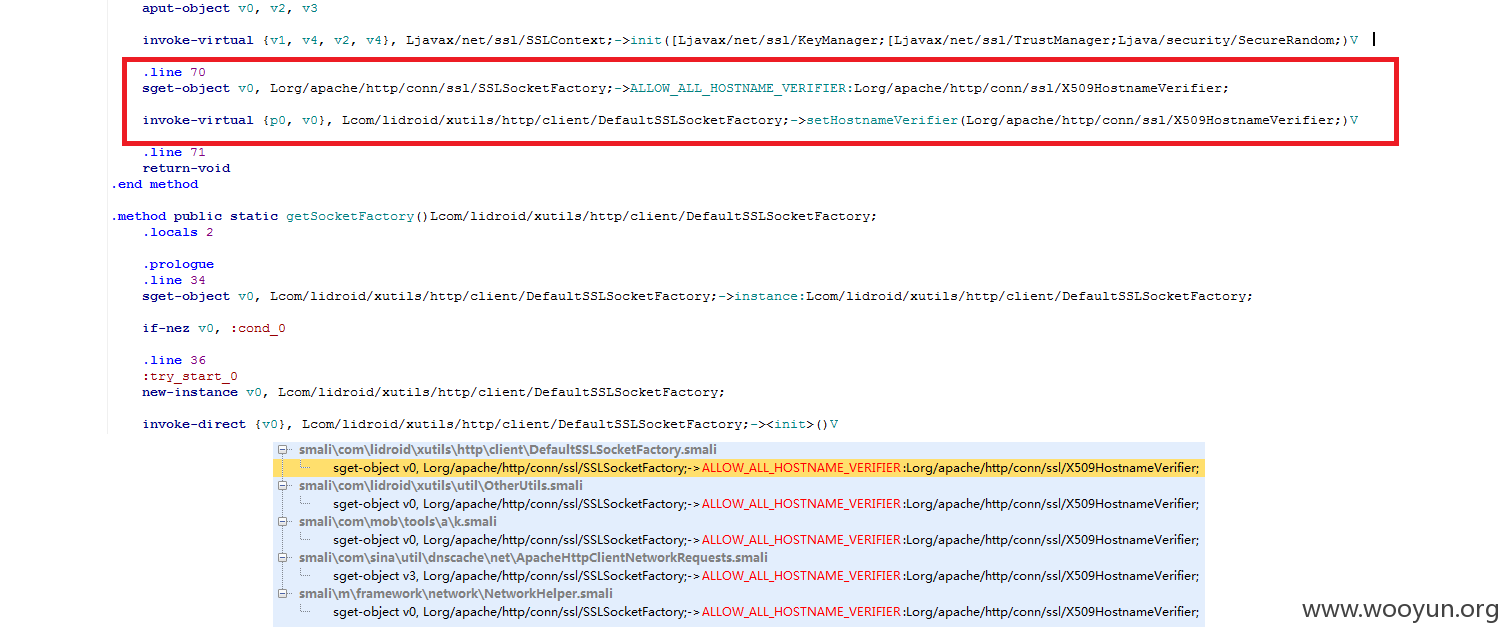 aput-object v0, v2, v3
invoke-virtual {v1, v4, v2, v4}, Ljavax/net/ssl/SSLContext;->init([Ljavax/net/ssl/KeyManager;[Ljavax/net/ssl/TrustManager;Ljava/security/SecureRandom;)V
.line 70
sget-object v0, Lorg/apache/http/conn/ssl/SSLSocketFactory;->ALLOW_ALL_HOSTNAME_VERIFIER:Lorg/apache/http/conn/ssl/X509HostnameVerifier;
invoke-virtual {p0, v0}, Lcom/lidroid/xutils/http/client/DefaultSSLSocketFactory;->setHostnameVerifier(Lorg/apache/http/conn/ssl/X509HostnameVerifier;)V
.line 71
return-void
.end method
.method public static getSocketFactory()Lcom/lidroid/xutils/http/client/DefaultSSLSocketFactory;
.locals 2
.prologue
.line 34
sget-object v0, Lcom/lidroid/xutils/http/client/DefaultSSLSocketFactory;->instance:Lcom/lidroid/xutils/http/client/DefaultSSLSocketFactory;
if-nez v0, :cond_0
.line 36
:try_start_0
new-instance v0, Lcom/lidroid/xutils/http/client/DefaultSSLSocketFactory;
invoke-direct {v0}, Lcom/lidroid/xutils/http/client/DefaultSSLSocketFactory;-><init>()V
smali\com\lidroid\xutils\http\client\DefaultSSLSocketFactory.smali
sget-object v0, Lorg/apache/http/conn/ssl/SSLSocketFactory;->ALLOW_ALL_HOSTNAME_VERIFIER:Lorg/apache/http/conn/ssl/X509HostnameVerifier;
smali\com\lidroid\xutils\util\OtherUtils.smali
sget-object v0, Lorg/apache/http/conn/ssl/SSLSocketFactory;->ALLOW_ALL_HOSTNAME_VERIFIER:Lorg/apache/http/conn/ssl/X509HostnameVerifier;
smali\com\mob\tools\a\k.smali
sget-object v0, Lorg/apache/http/conn/ssl/SSLSocketFactory;->ALLOW_ALL_HOSTNAME_VERIFIER:Lorg/apache/http/conn/ssl/X509HostnameVerifier;
smali\com\sina\util\dnscache\net\ApacheHttpClientNetworkRequests.smali
sget-object v3, Lorg/apache/http/conn/ssl/SSLSocketFactory;->ALLOW_ALL_HOSTNAME_VERIFIER:Lorg/apache/http/conn/ssl/X509HostnameVerifier;
smali\m\framework\network\NetworkHelper.smali
sget-object v0, Lorg/apache/http/conn/ssl/SSLSocketFactory;->ALLOW_ALL_HOSTNAME_VERIFIER:Lorg/apache/http/conn/ssl/X509HostnameVerifier;
www.wooyun.org